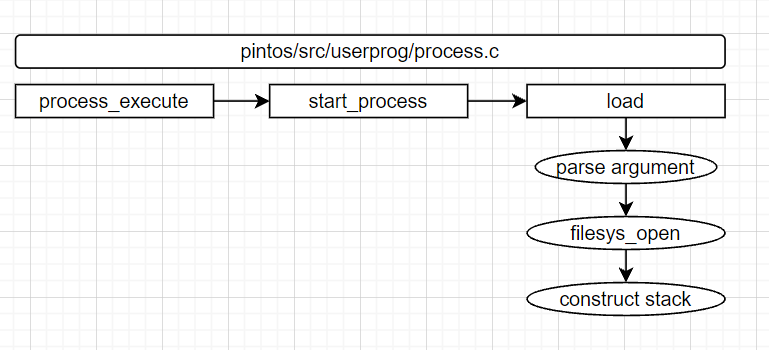 pintos/src/userprog/process.c
process_execute
start_process
load
parse argument
filesys_open
construct stack